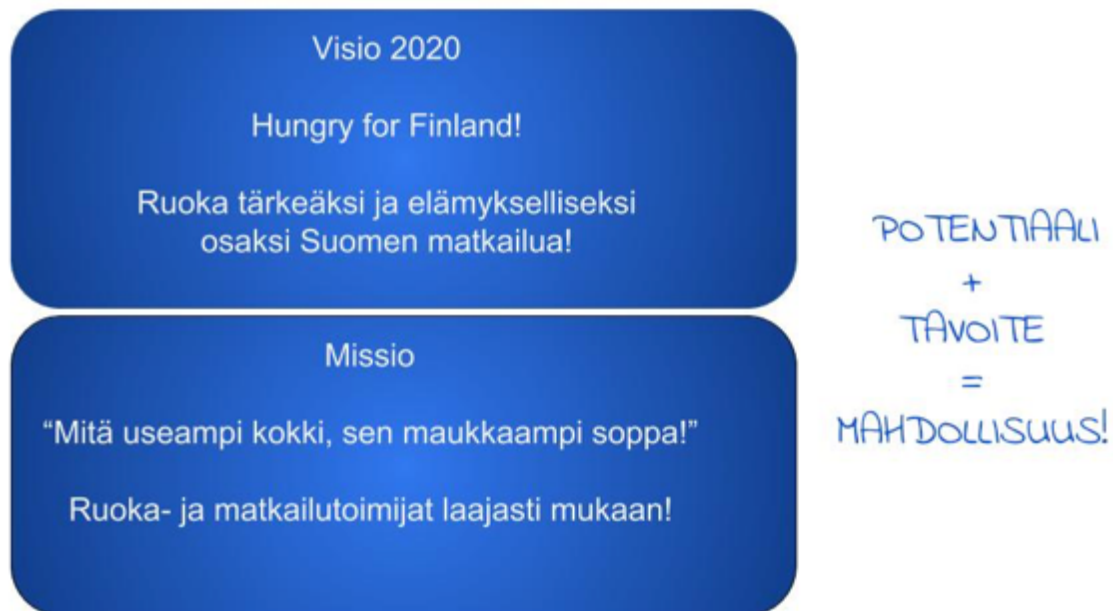 Visio 2020
Hungry for Finland!
Ruoka tärkeäksi ja elämykselliseksi
osaksi Suomen matkailua!
Missio
“Mitä useampi kokki, sen maukkaampi soppa!”
Ruoka- ja matkailutoimijat laajasti mukaan!
POTENTIAALI
+
TAVOITE
=
MAHDOLLISUUS!